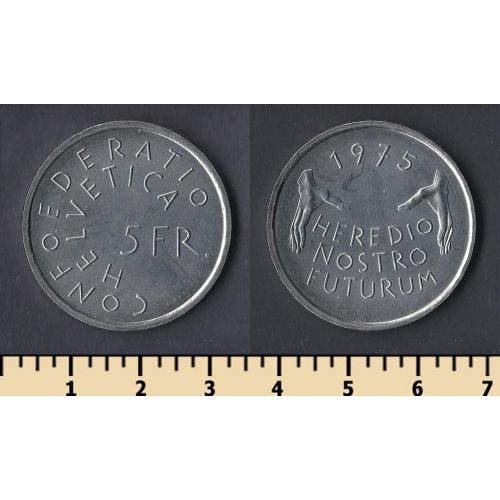 CONFOEDERATIO
HELVETICA
5 FR
1975
HEREDIO
NOSTRO
FUTURUM
1 2 3 4 5 6 7